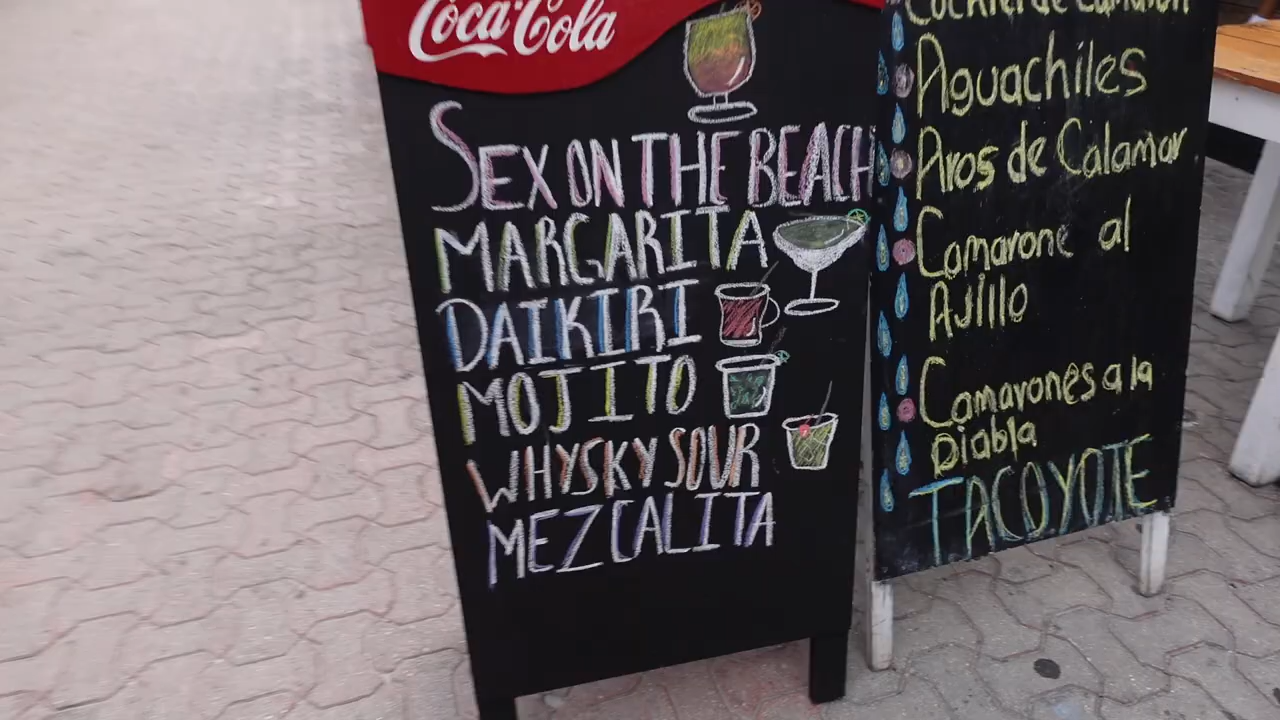 Coca-Cola
SEX ON THE BEACH
MARGARITA
DAIKIRI
MOJITO
WHYSKY SOUR
MEZCALITA
Aguachiles
Aros de Calamar
Camarone al
AJillo
Camarones a la
Diabla
TACOYOTE